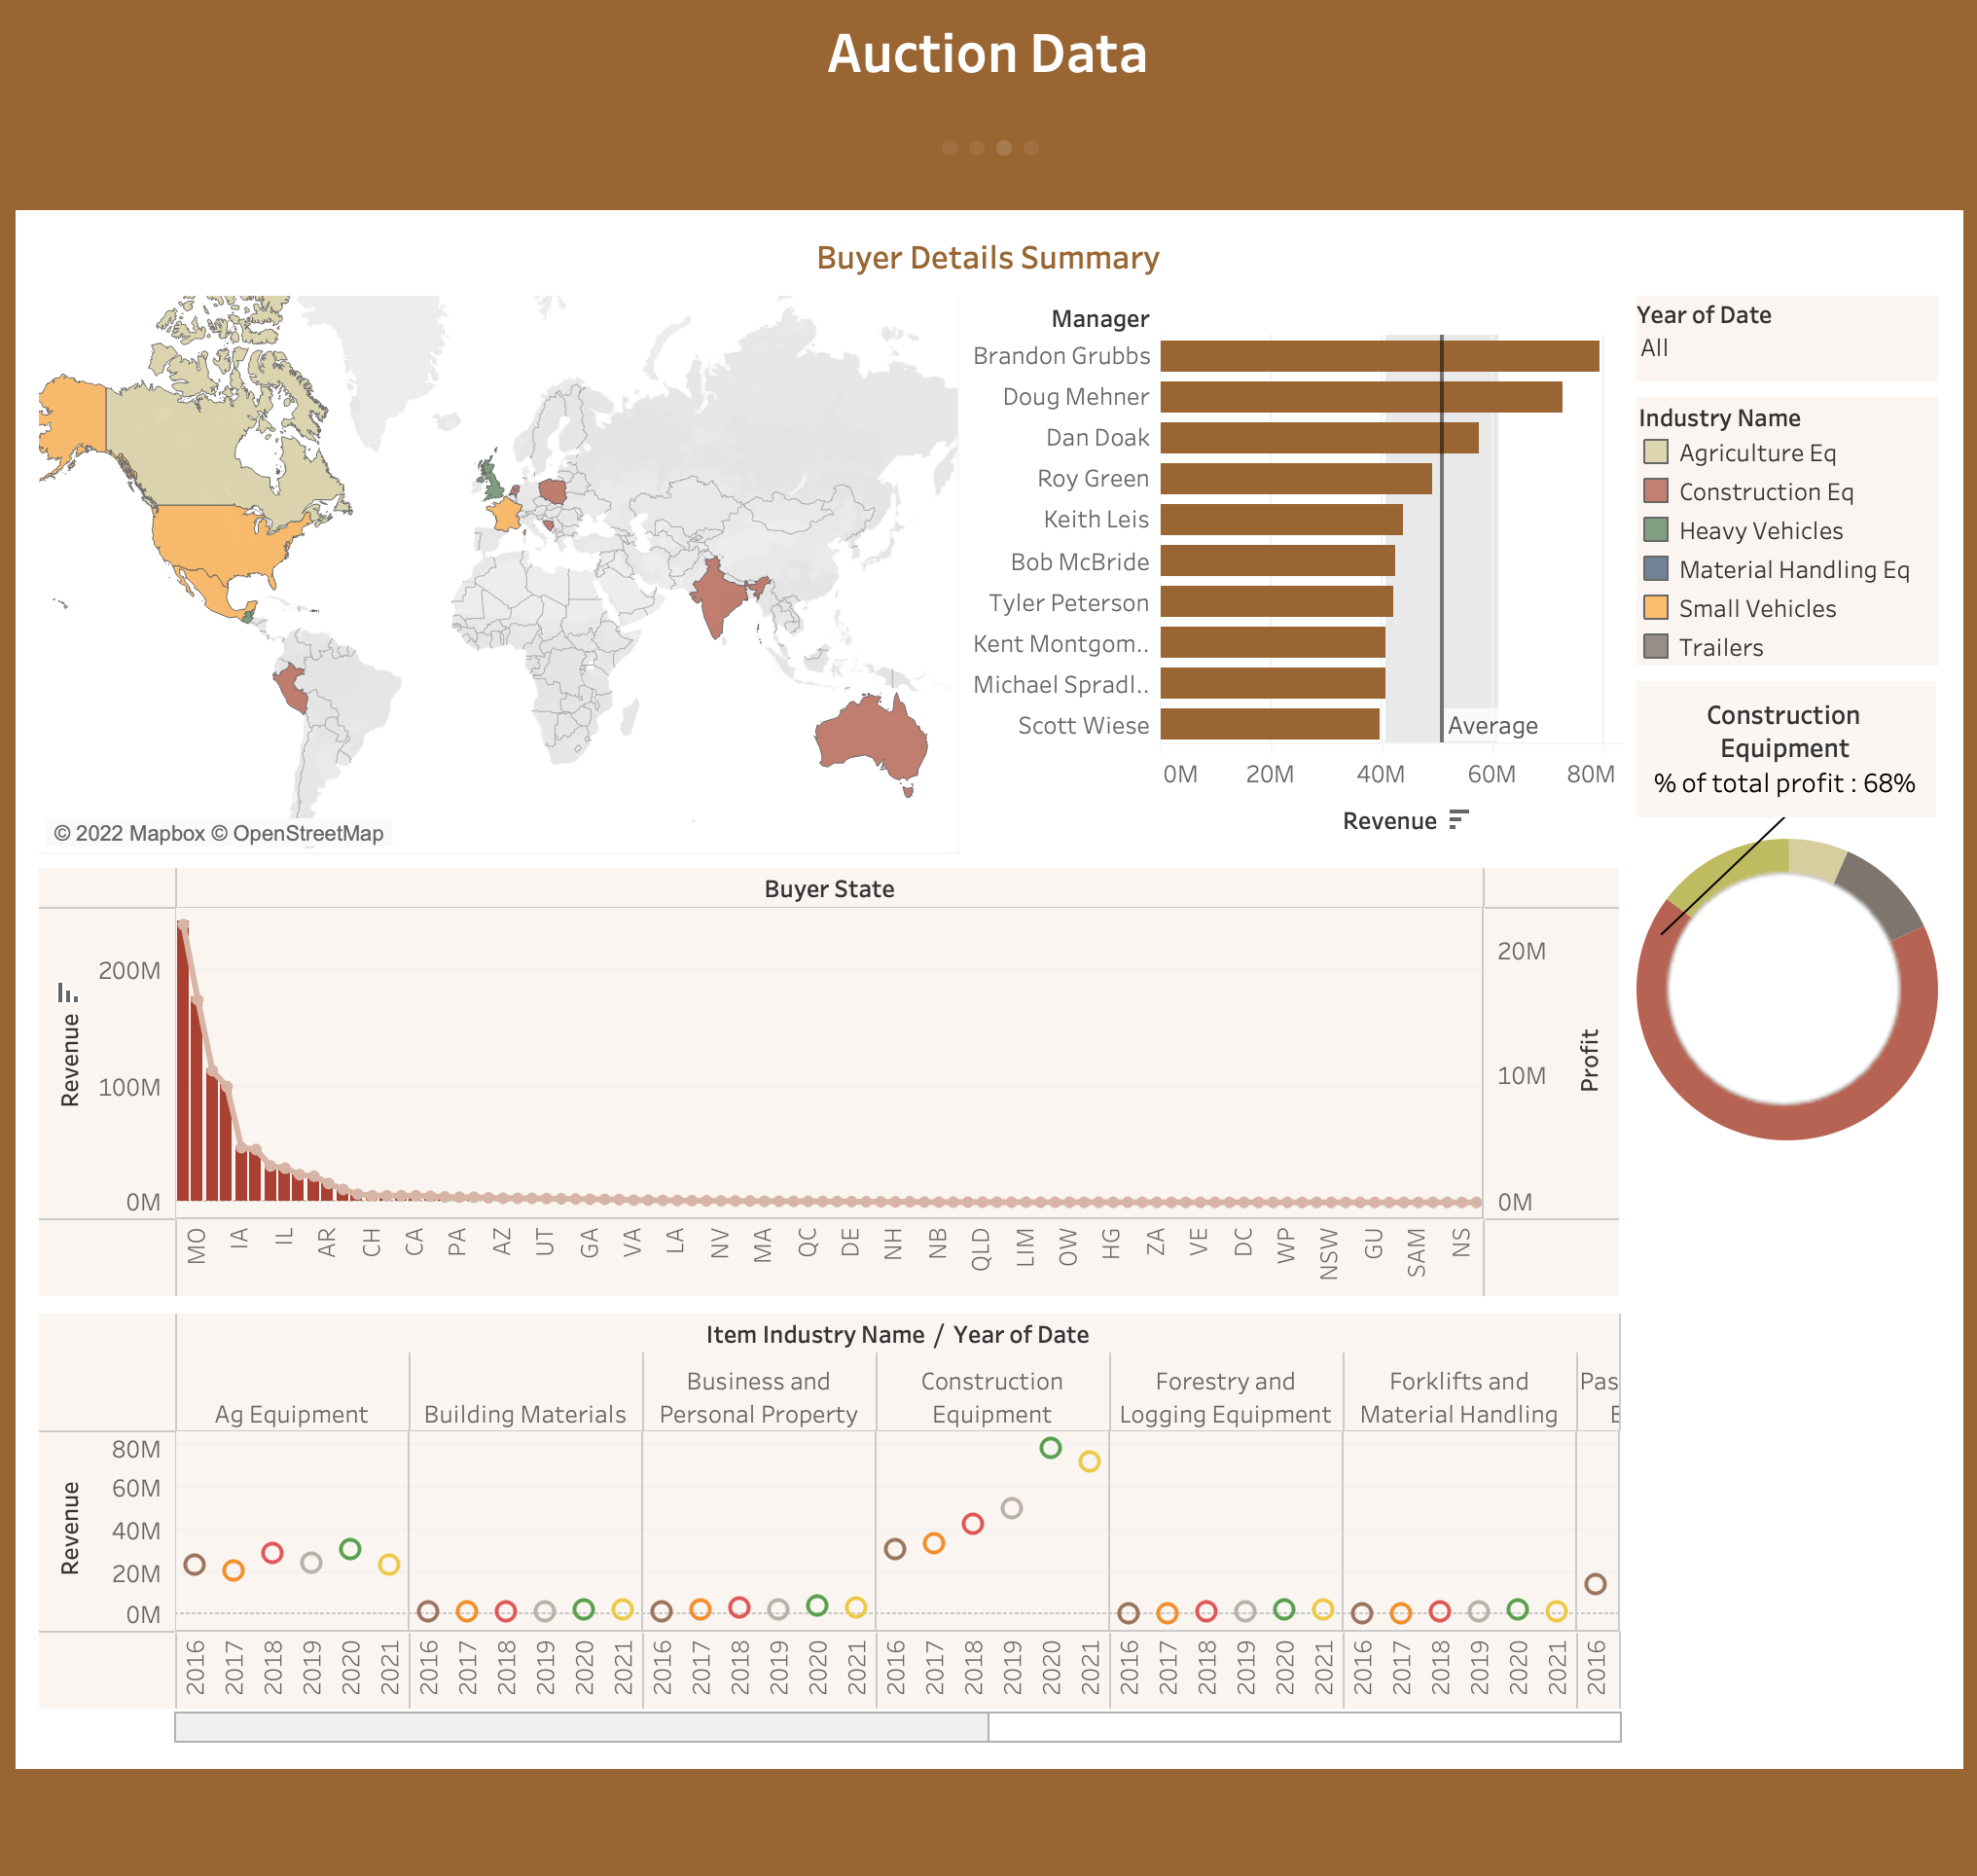 Auction Data
Buyer Details Summary
© 2022 Mapbox © OpenStreetMap
Manager
Brandon Grubbs
Doug Mehner
Dan Doak
Roy Green
Keith Leis
Bob McBride
Tyler Peterson
Kent Montgom..
Michael Spradl..
Scott Wiese
Average
0M 20M 40M 60M 80M
Revenue
Year of Date
All
Industry Name
Agriculture Eq
Construction Eq
Heavy Vehicles
Material Handling Eq
Small Vehicles
Trailers
Construction
Equipment
% of total profit : 68%
Buyer State
Revenue
200M
100M
0M
20M
10M
0M
Profit
MO IA IL AR CH CA PA AZ UT GA VA LA NV MA QC DE NH NB QLD LIM OW HG ZA VE DC WP NSW GU SAM NS
Item Industry Name / Year of Date
Ag Equipment
Building Materials
Business and
Personal Property
Construction
Equipment
Forestry and
Logging Equipment
Forklifts and
Material Handling
Pas
E
Revenue
80M
60M
40M
20M
0M
2016 2017 2018 2019 2020 2021 2016 2017 2018 2019 2020 2021 2016 2017 2018 2019 2020 2021 2016 2017 2018 2019 2020 2021 2016 2017 2018 2019 2020 2021 2016 2017 2018 2019 2020 2021 2016